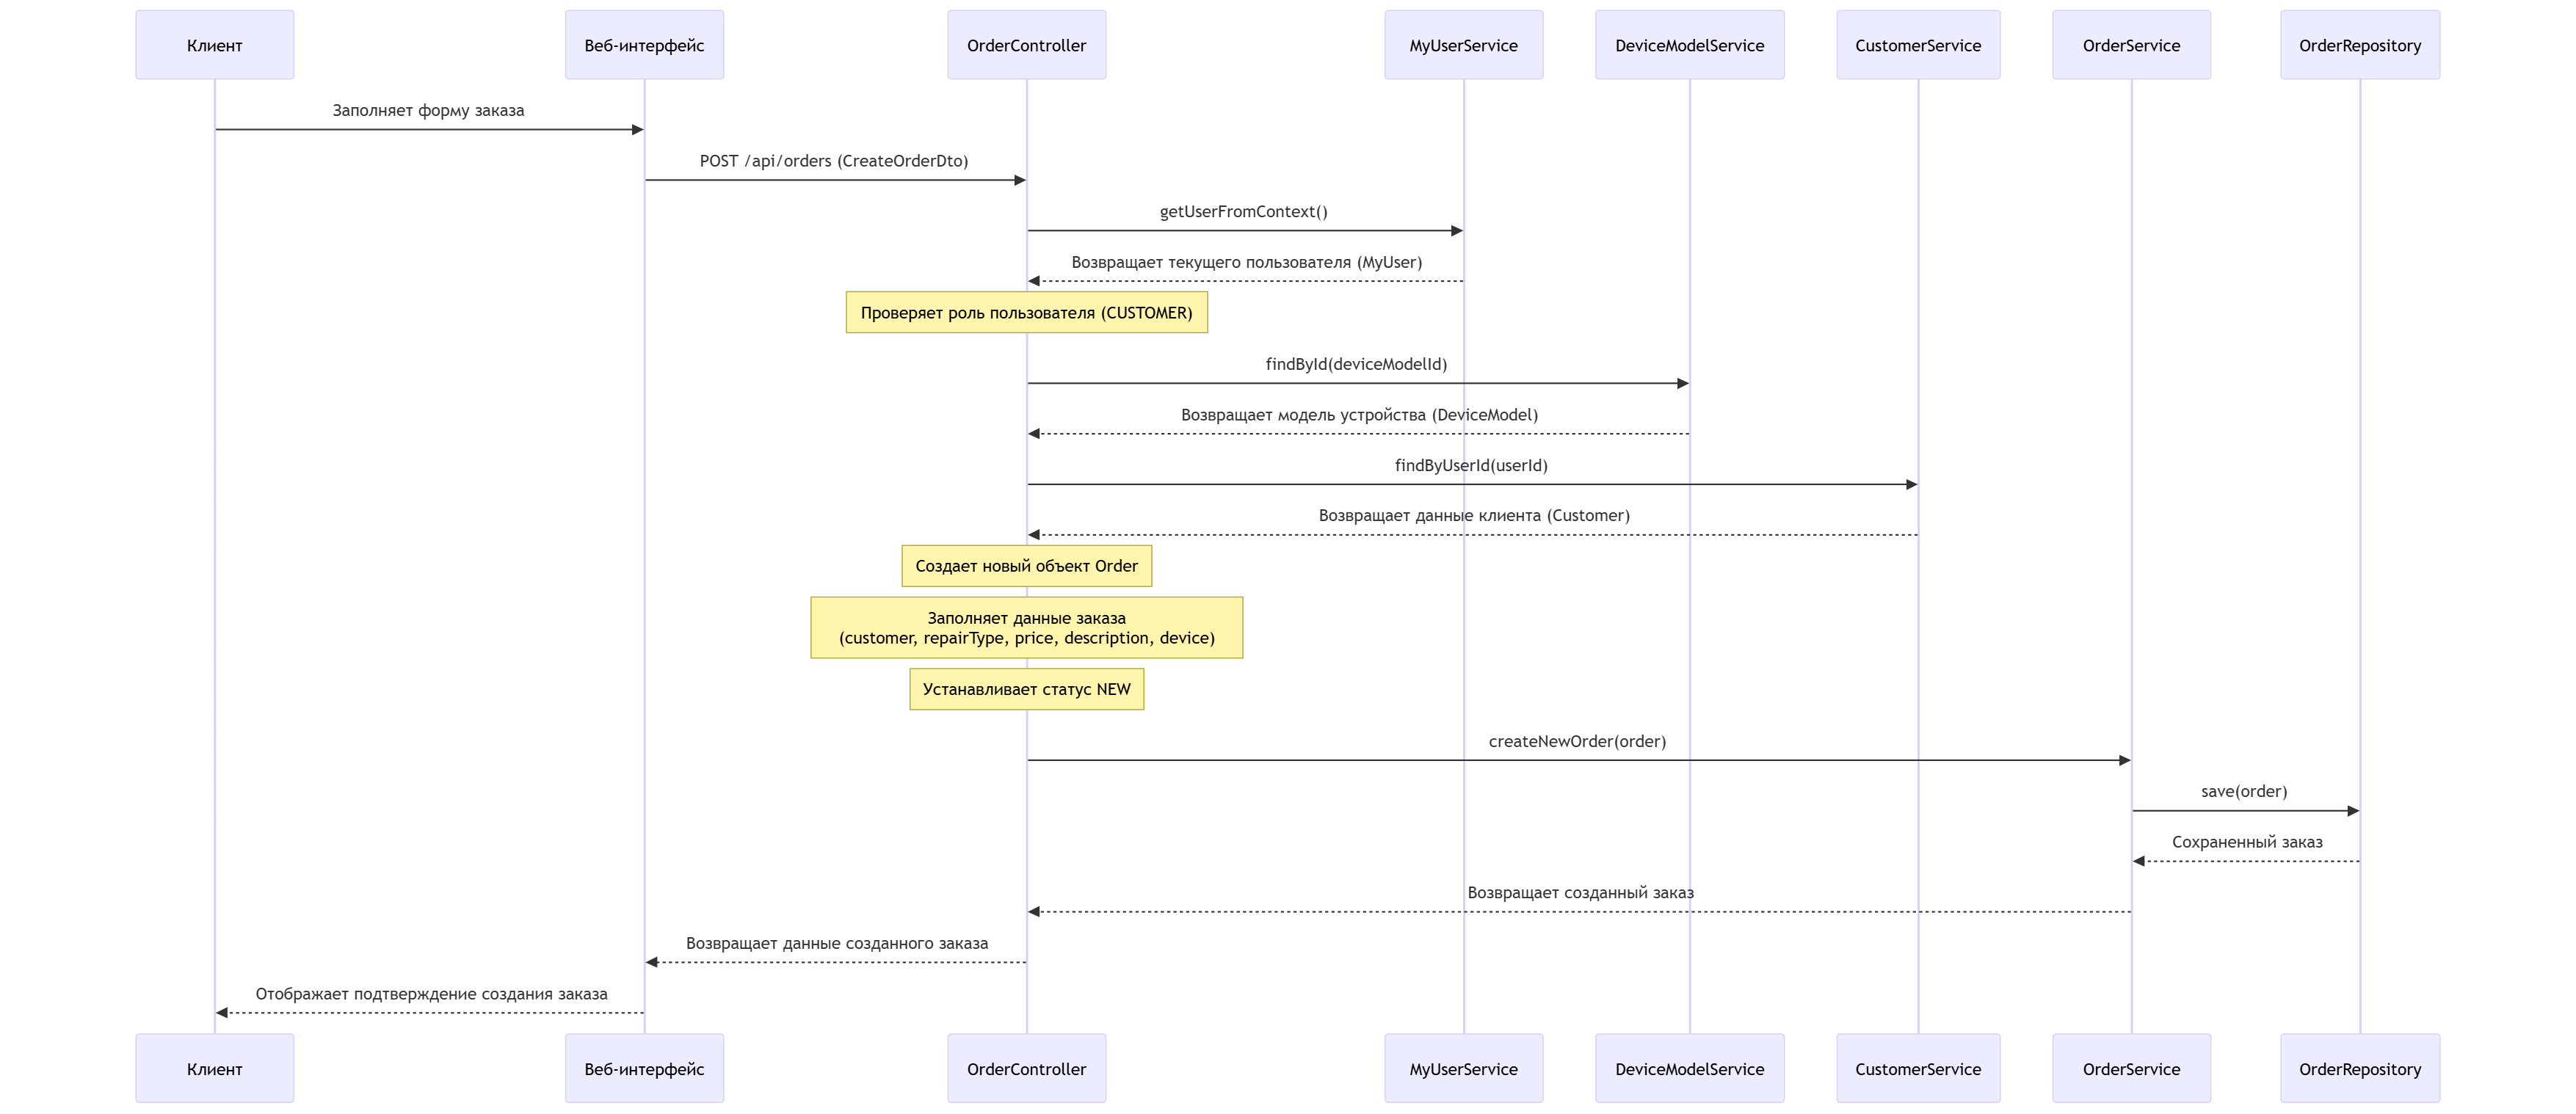 Клиент
Веб-интерфейс
OrderController
MyUserService
DeviceModelService
CustomerService
OrderService
OrderRepository
Заполняет форму заказа
POST /api/orders (CreateOrderDto)
getUserFromContext()
Возвращает текущего пользователя (MyUser)
Проверяет роль пользователя (CUSTOMER)
findById(deviceModelId)
Возвращает модель устройства (DeviceModel)
findByUserId(userId)
Возвращает данные клиента (Customer)
Создает новый объект Order
Заполняет данные заказа
(customer, repairType, price, description, device)
Устанавливает статус NEW
createNewOrder(order)
save(order)
Сохраненный заказ
Возвращает созданный заказ
Возвращает данные созданного заказа
Отображает подтверждение создания заказа
Клиент
Веб-интерфейс
OrderController
MyUserService
DeviceModelService
CustomerService
OrderService
OrderRepository